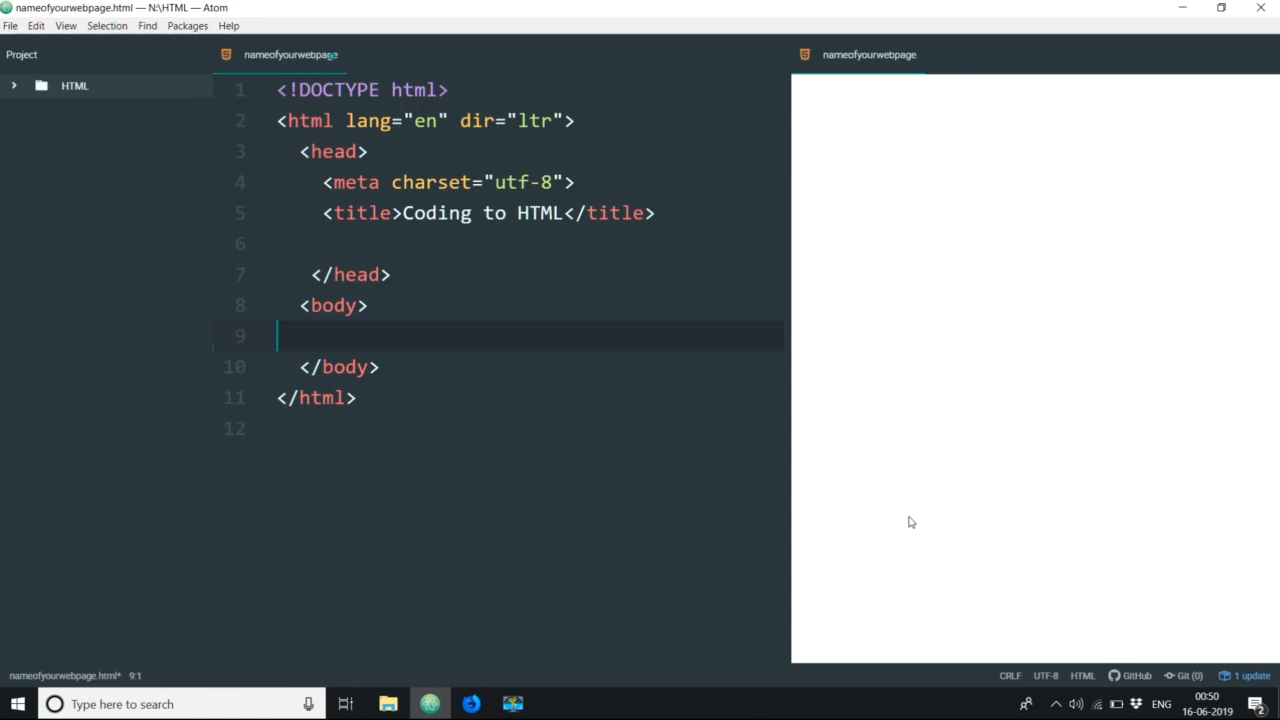 nameofyourwebpage.html — N:\HTML — Atom
File Edit View Selection Find Packages Help
Project
nameofyourwebpage
nameofyourwebpage
HTML
1 <!DOCTYPE html>
2 <html lang="en" dir="ltr">
3 <head>
4 <meta charset="utf-8">
5 <title>Coding to HTML</title>
6
7 </head>
8 <body>
9
10 </body>
11 </html>
12
nameofyourwebpage.html* 9:1
CRLF UTF-8 HTML GitHub Git (0) 1 update
Type here to search
ENG
00:50
16-06-2019
2